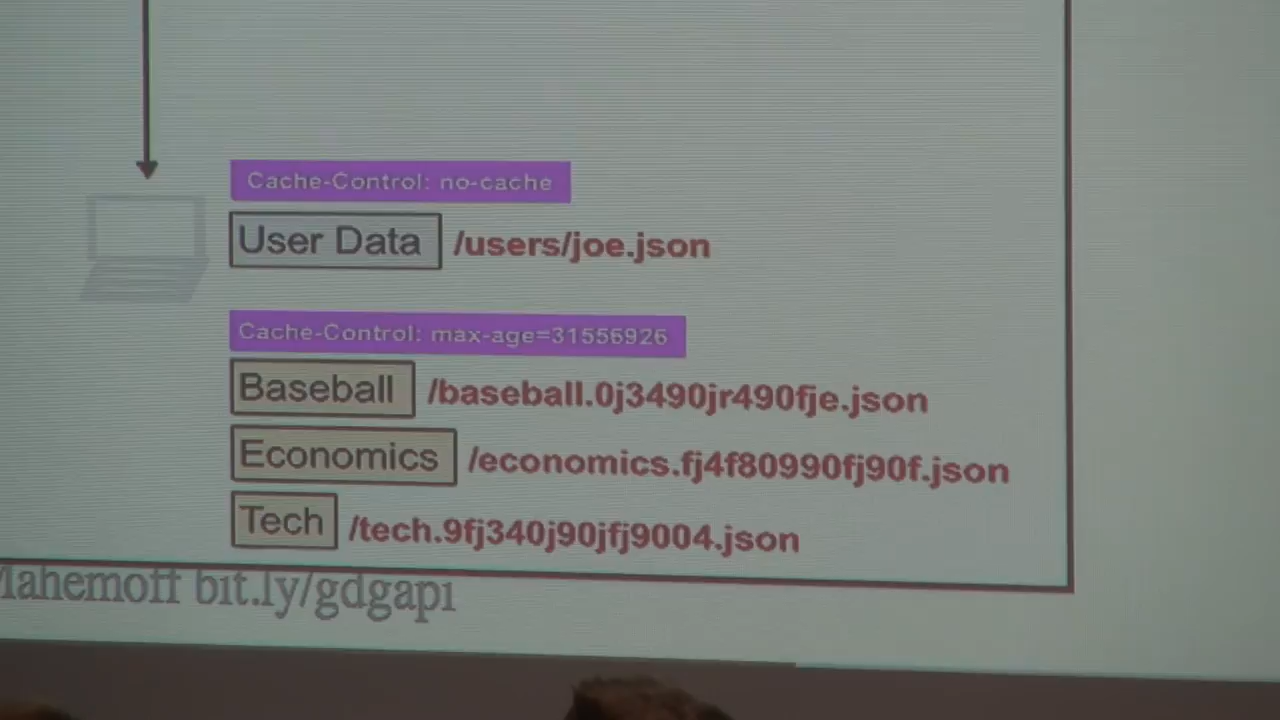 Cache-Control: no-cache
User Data /users/joe.json
Cache-Control: max-age=31556926
Baseball /baseball.0j3490jr490fje.json
Economics /economics.fj4f80990fj90f.json
Tech /tech.9fj340j90jfj9004.json
Mahemoff bit.ly/gdgapi